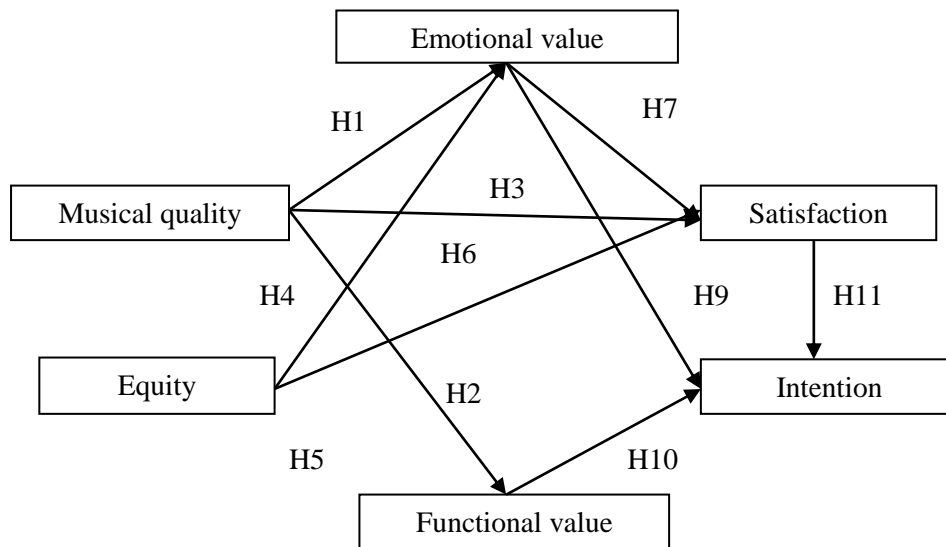 Emotional value
H1
H7
H3
Musical quality
Satisfaction
H6
H4
H9
H11
Equity
H2
Intention
H5
H10
Functional value